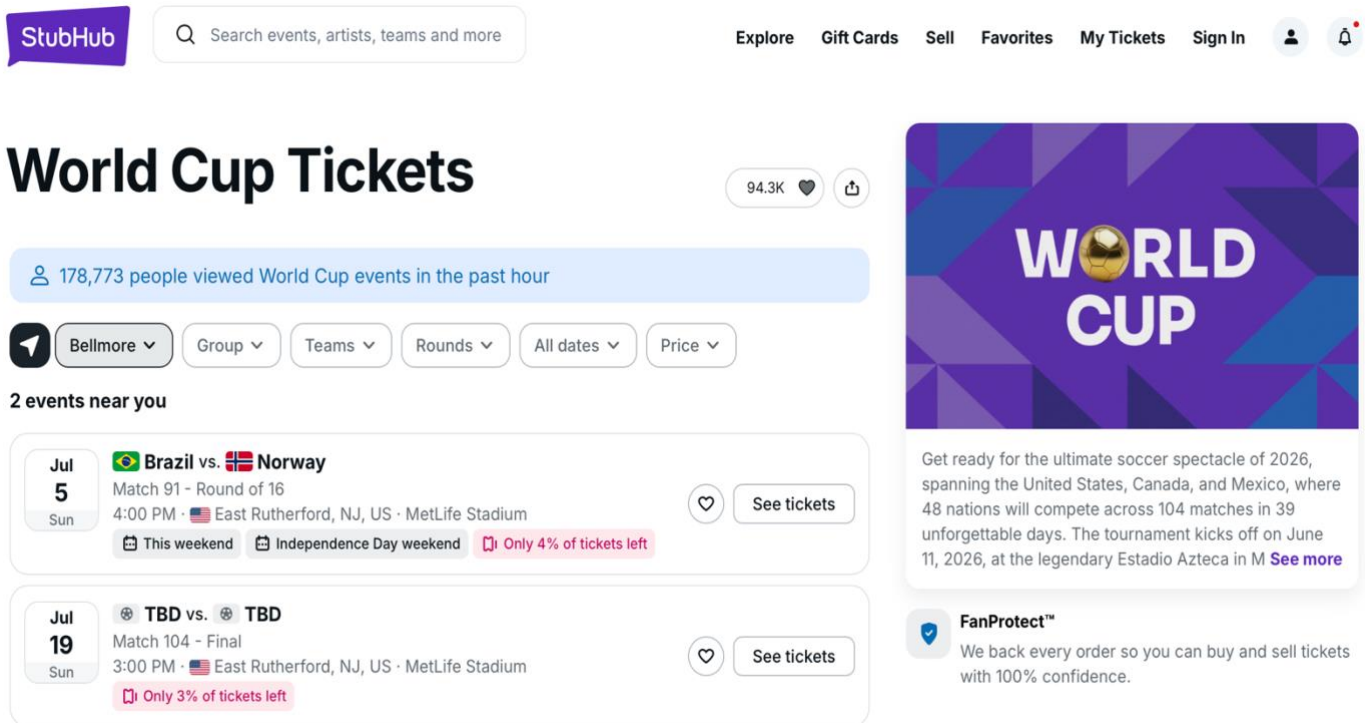 StubHub
Search events, artists, teams and more
Explore Gift Cards Sell Favorites My Tickets Sign In
World Cup Tickets
94.3K
178,773 people viewed World Cup events in the past hour
Bellmore Group Teams Rounds All dates Price
2 events near you
Jul
5
Sun
Brazil vs. Norway
Match 91 - Round of 16
4:00 PM · East Rutherford, NJ, US · MetLife Stadium
This weekend Independence Day weekend Only 4% of tickets left
See tickets
Jul
19
Sun
TBD vs. TBD
Match 104 - Final
3:00 PM · East Rutherford, NJ, US · MetLife Stadium
Only 3% of tickets left
See tickets
WORLD
CUP
Get ready for the ultimate soccer spectacle of 2026,
spanning the United States, Canada, and Mexico, where
48 nations will compete across 104 matches in 39
unforgettable days. The tournament kicks off on June
11, 2026, at the legendary Estadio Azteca in M See more
FanProtect™
We back every order so you can buy and sell tickets
with 100% confidence.